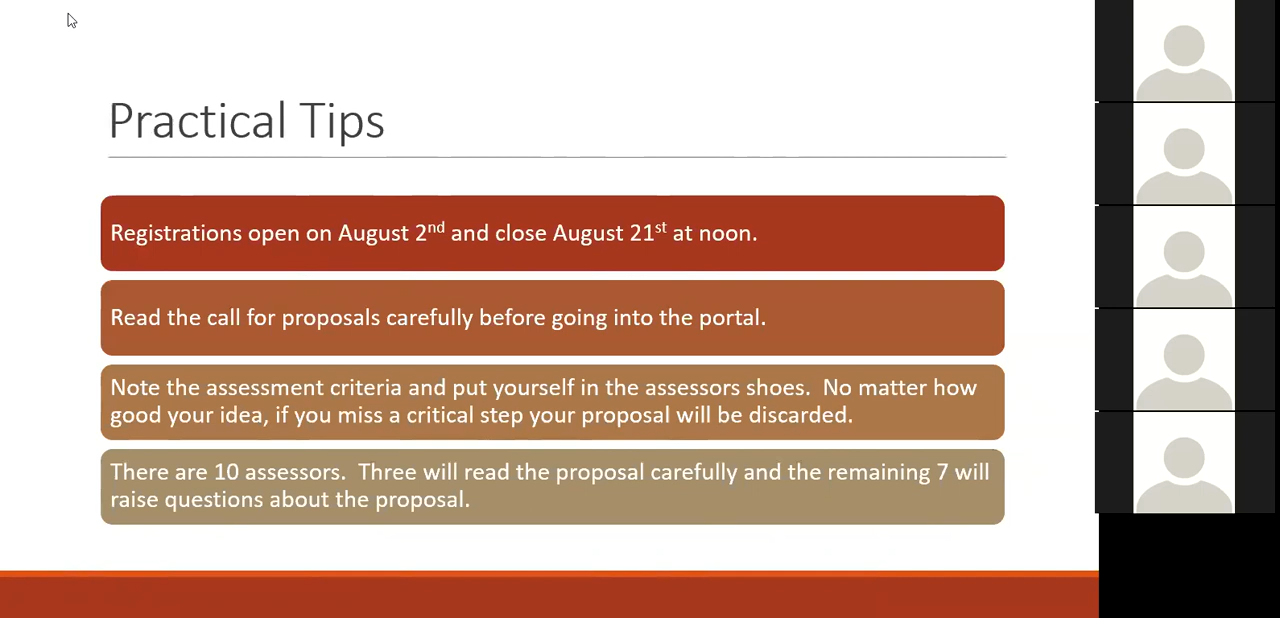 Practical Tips
Registrations open on August 2nd and close August 21st at noon.
Read the call for proposals carefully before going into the portal.
Note the assessment criteria and put yourself in the assessors shoes.  No matter how
good your idea, if you miss a critical step your proposal will be discarded.
There are 10 assessors.  Three will read the proposal carefully and the remaining 7 will
raise questions about the proposal.